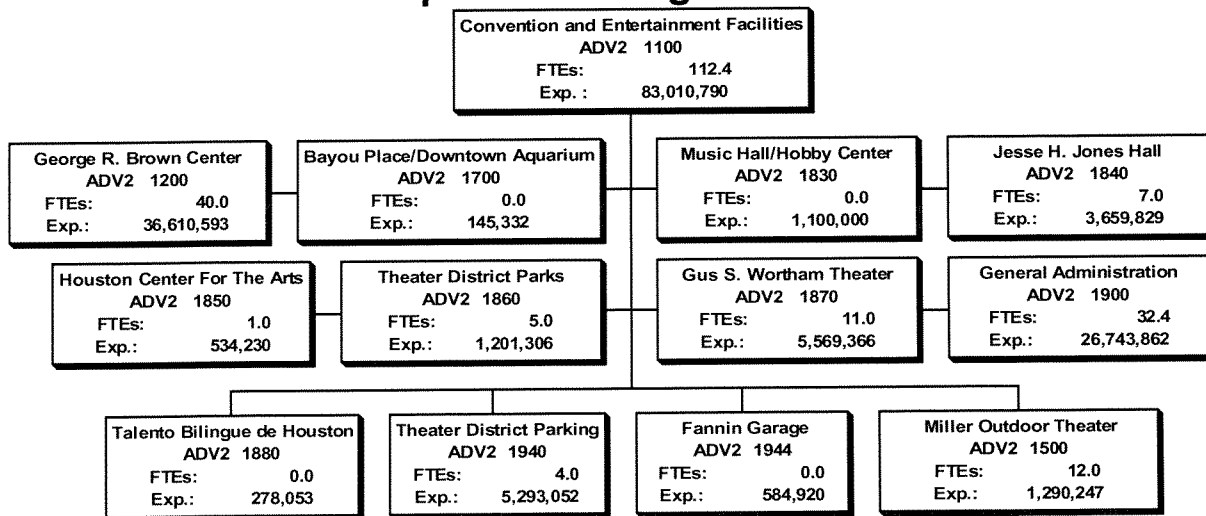 Convention and Entertainment Facilities
ADV2 1100
FTEs: 112.4
Exp. : 83,010,790
George R. Brown Center
ADV2 1200
FTEs: 40.0
Exp.: 36,610,593
Bayou Place/Downtown Aquarium
ADV2 1700
FTEs: 0.0
Exp.: 145,332
Music Hall/Hobby Center
ADV2 1830
FTEs: 0.0
Exp.: 1,100,000
Jesse H. Jones Hall
ADV2 1840
FTEs: 7.0
Exp.: 3,659,829
Houston Center For The Arts
ADV2 1850
FTEs: 1.0
Exp.: 534,230
Theater District Parks
ADV2 1860
FTEs: 5.0
Exp.: 1,201,306
Gus S. Wortham Theater
ADV2 1870
FTEs: 11.0
Exp.: 5,569,366
General Administration
ADV2 1900
FTEs: 32.4
Exp.: 26,743,862
Talento Bilingue de Houston
ADV2 1880
FTEs: 0.0
Exp.: 278,053
Theater District Parking
ADV2 1940
FTEs: 4.0
Exp.: 5,293,052
Fannin Garage
ADV2 1944
FTEs: 0.0
Exp.: 584,920
Miller Outdoor Theater
ADV2 1500
FTEs: 12.0
Exp.: 1,290,247